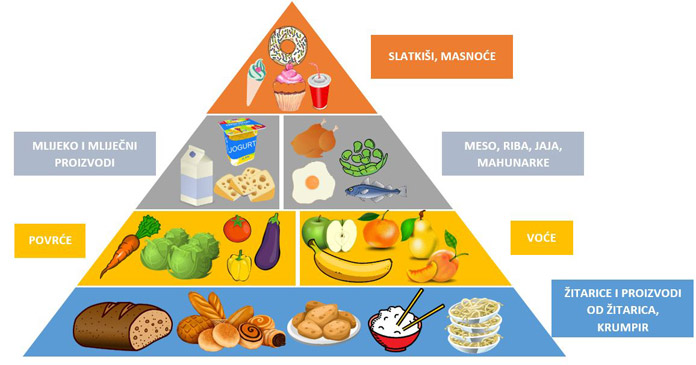 SLATKIŠI, MASNOĆE
MLIJEKO I MLIJEČNI
PROIZVODI
JOGURT
MESO, RIBA, JAJA,
MAHUNARKE
POVRĆE
VOĆE
ŽITARICE I PROIZVODI
OD ŽITARICA,
KRUMPIR